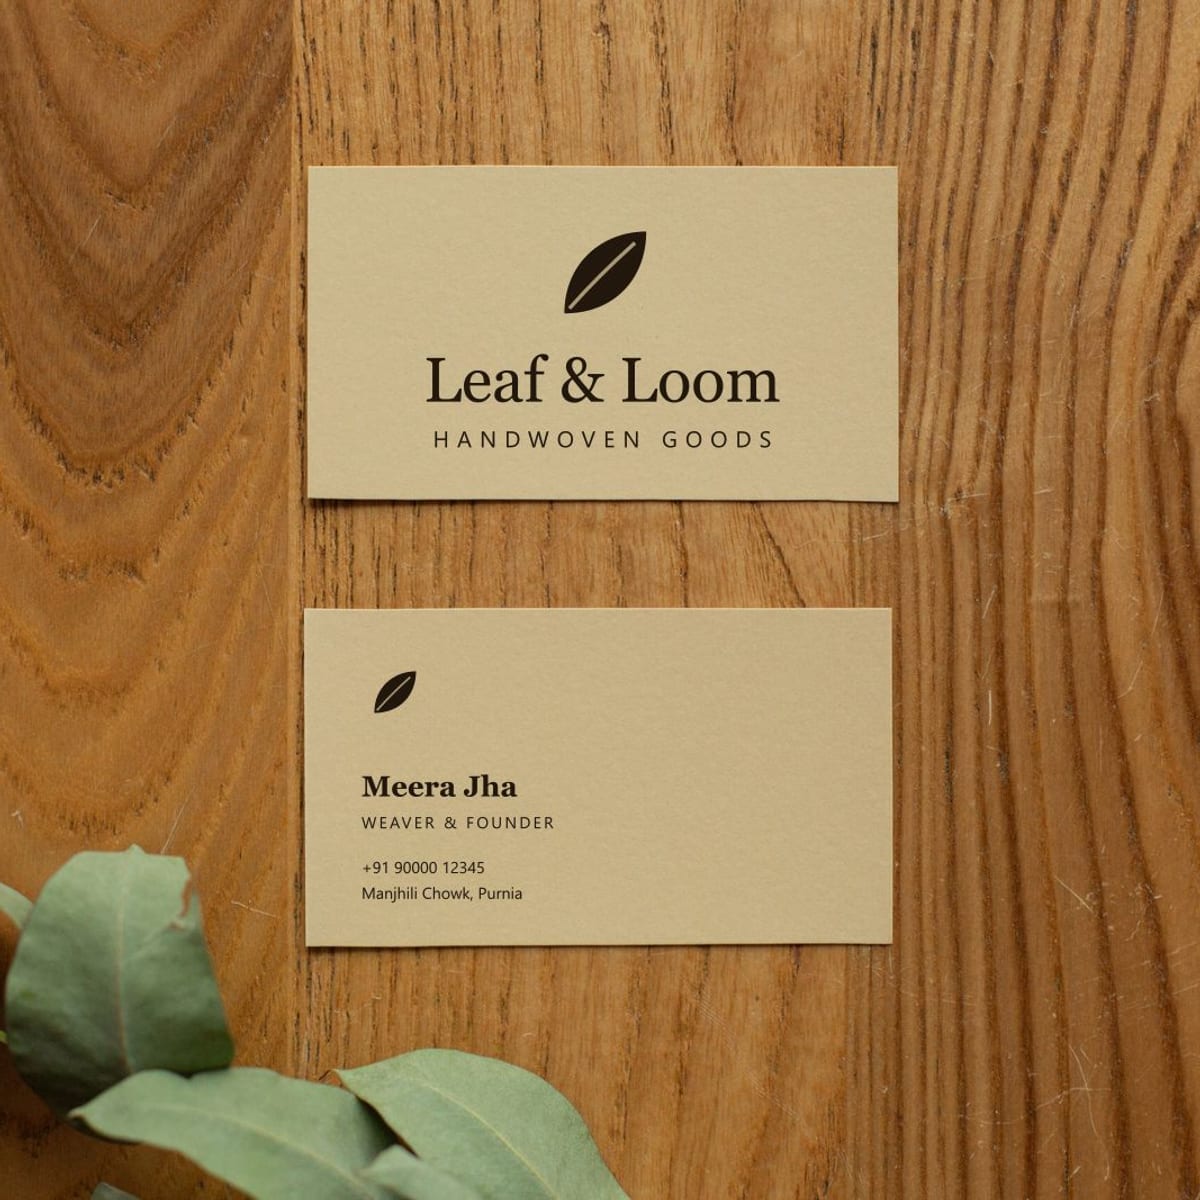 Leaf & Loom
HANDWOVEN GOODS
Meera Jha
WEAVER & FOUNDER
+91 90000 12345
Manjhili Chowk, Purnia